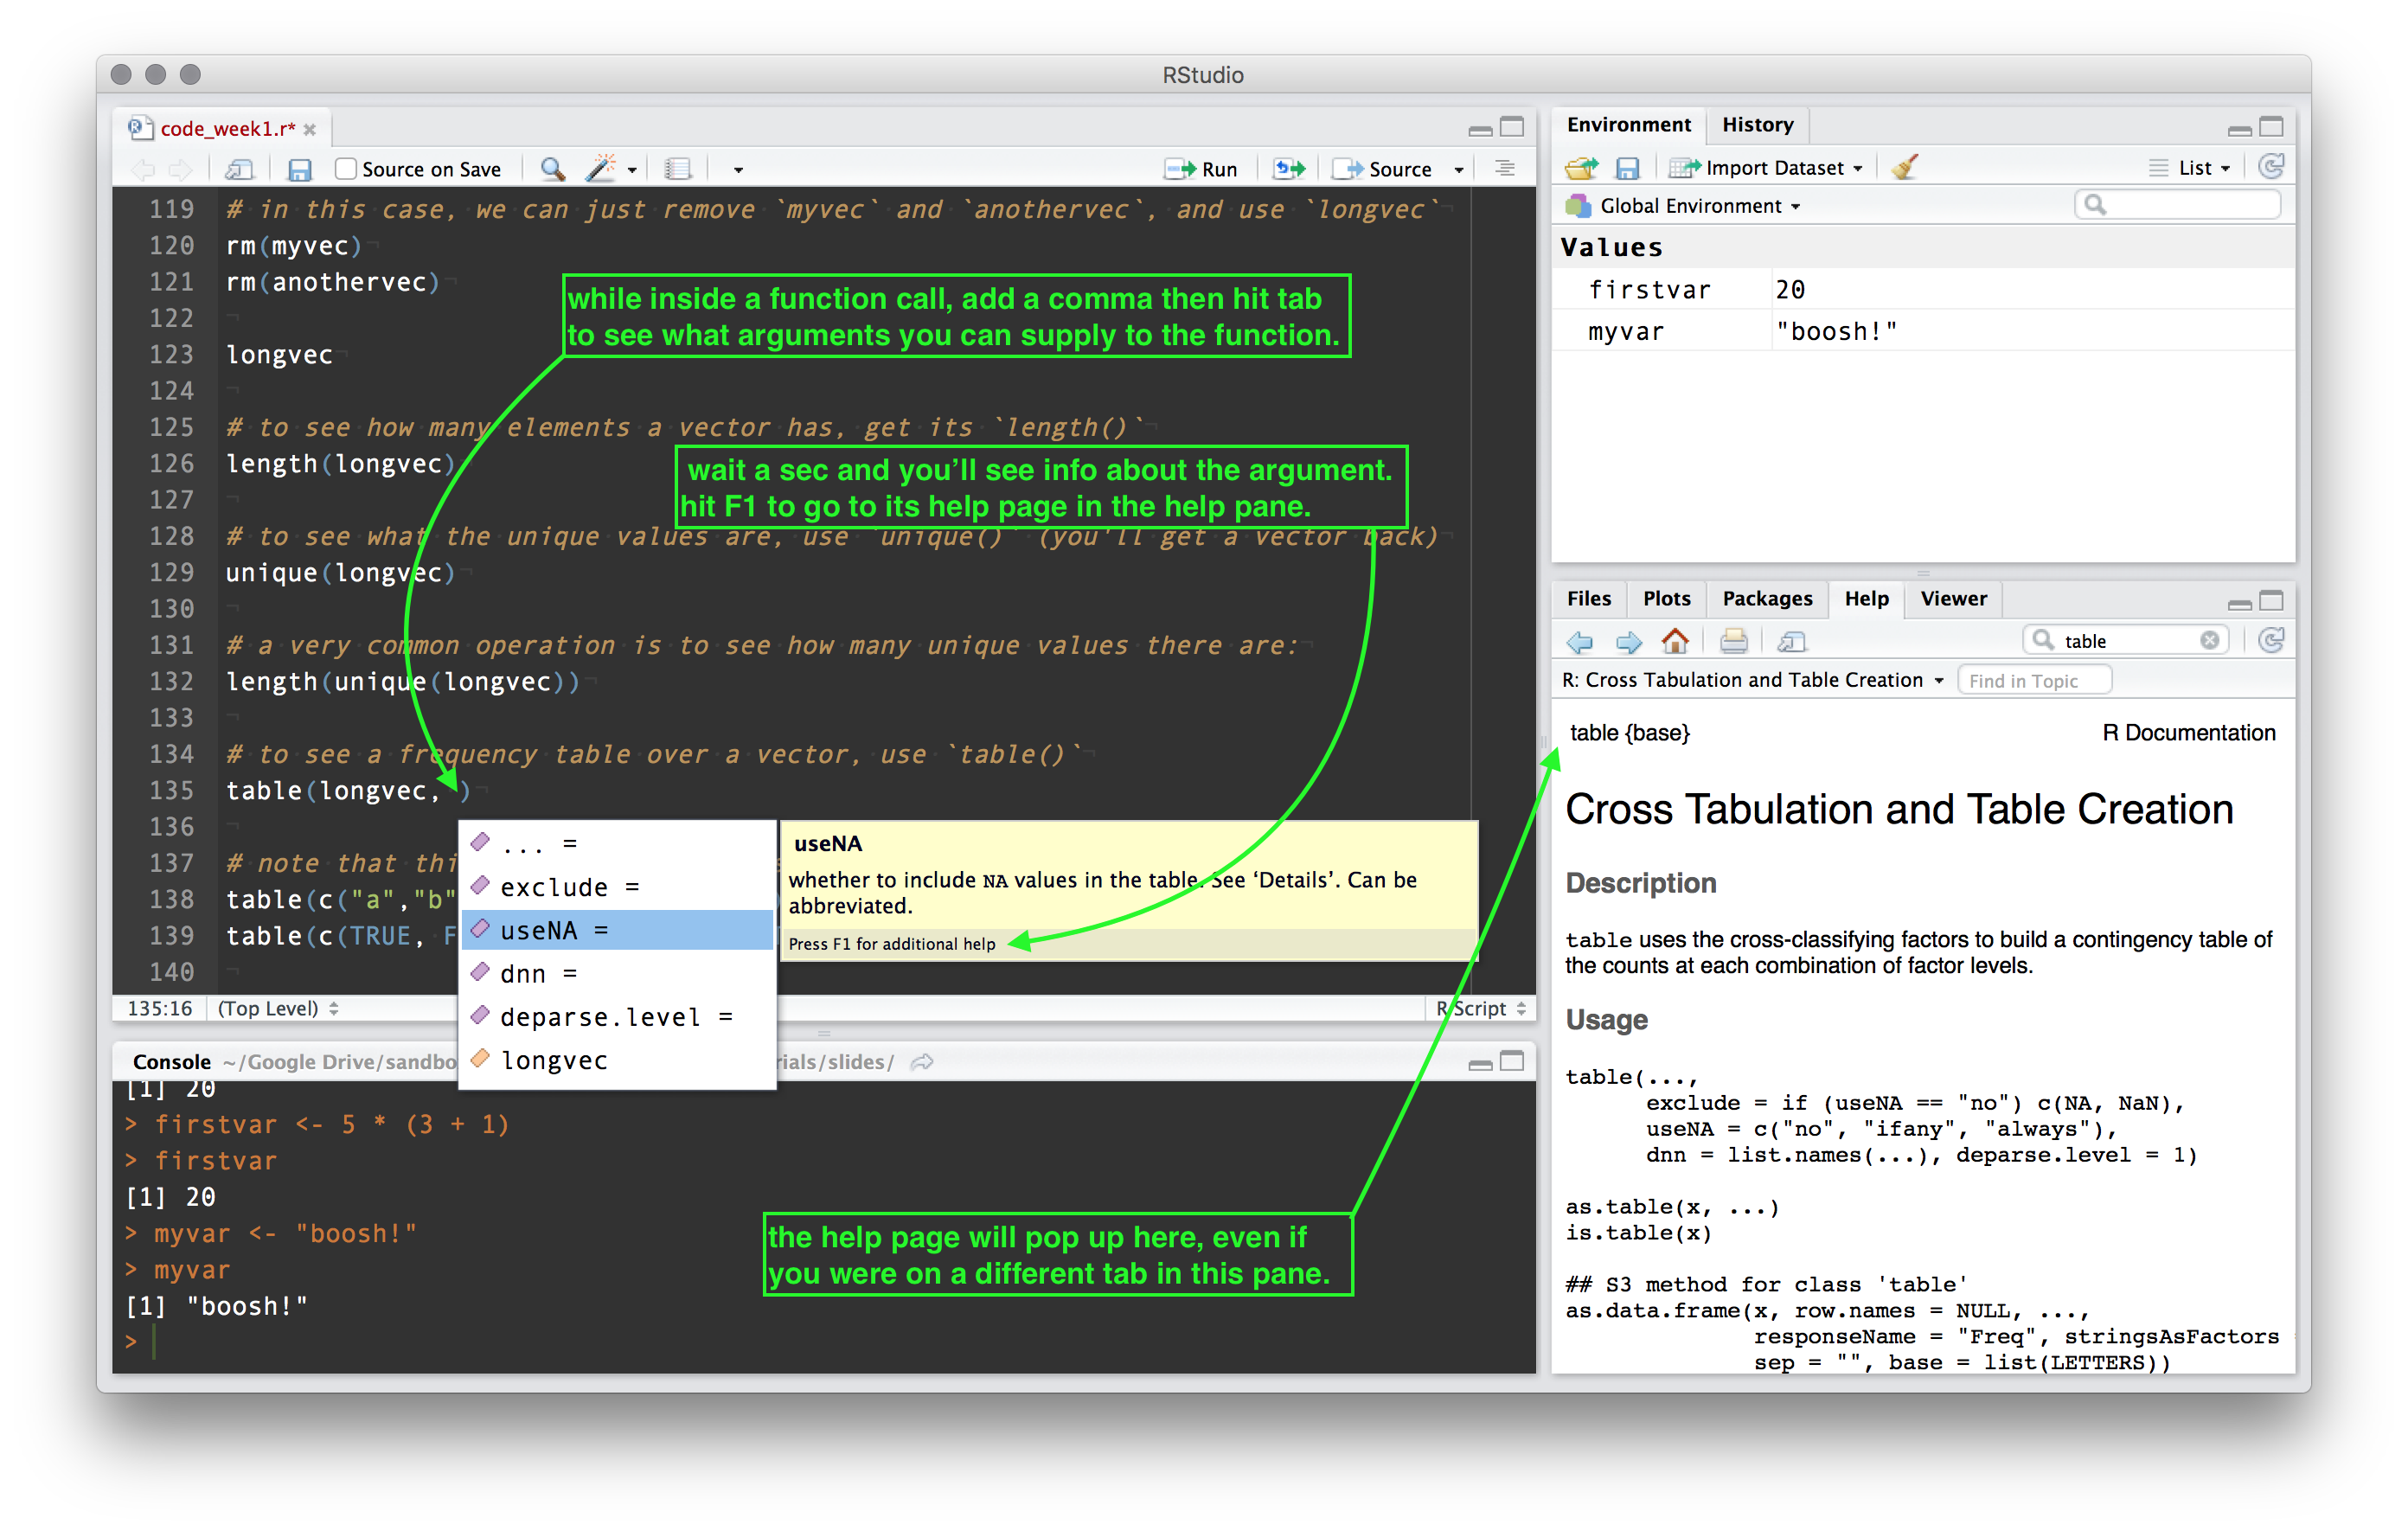 RStudio
code_week1.r*
Source on Save
Run
Source
119 # in this case, we can just remove `myvec` and `anothervec`, and use `longvec`
120 rm(myvec)
121 rm(anothervec)
122
123 longvec
124
125 # to see how many elements a vector has, get its `length()`
126 length(longvec)
127
128 # to see what the unique values are, use `unique()` (you'll get a vector back)
129 unique(longvec)
130
131 # a very common operation is to see how many unique values there are:
132 length(unique(longvec))
133
134 # to see a frequency table over a vector, use `table()`
135 table(longvec, )
136
137 # note that thi
138 table(c("a","b"
139 table(c(TRUE, F
140
while inside a function call, add a comma then hit tab
to see what arguments you can supply to the function.
wait a sec and you’ll see info about the argument.
hit F1 to go to its help page in the help pane.
... =
exclude =
useNA =
dnn =
deparse.level =
longvec
useNA
whether to include NA values in the table. See ‘Details’. Can be
abbreviated.
Press F1 for additional help
135:16 (Top Level)
R Script
Console ~/Google Drive/sandbo
ials/slides/
[1] 20
> firstvar <- 5 * (3 + 1)
> firstvar
[1] 20
> myvar <- "boosh!"
> myvar
[1] "boosh!"
>
the help page will pop up here, even if
you were on a different tab in this pane.
Environment History
Import Dataset
List
Global Environment
Values
firstvar 20
myvar "boosh!"
Files Plots Packages Help Viewer
table
R: Cross Tabulation and Table Creation Find in Topic
table {base} R Documentation
Cross Tabulation and Table Creation
Description
table uses the cross-classifying factors to build a contingency table of
the counts at each combination of factor levels.
Usage
table(...,
exclude = if (useNA == "no") c(NA, NaN),
useNA = c("no", "ifany", "always"),
dnn = list.names(...), deparse.level = 1)
as.table(x, ...)
is.table(x)
## S3 method for class 'table'
as.data.frame(x, row.names = NULL, ...,
responseName = "Freq", stringsAsFactors
sep = "", base = list(LETTERS))